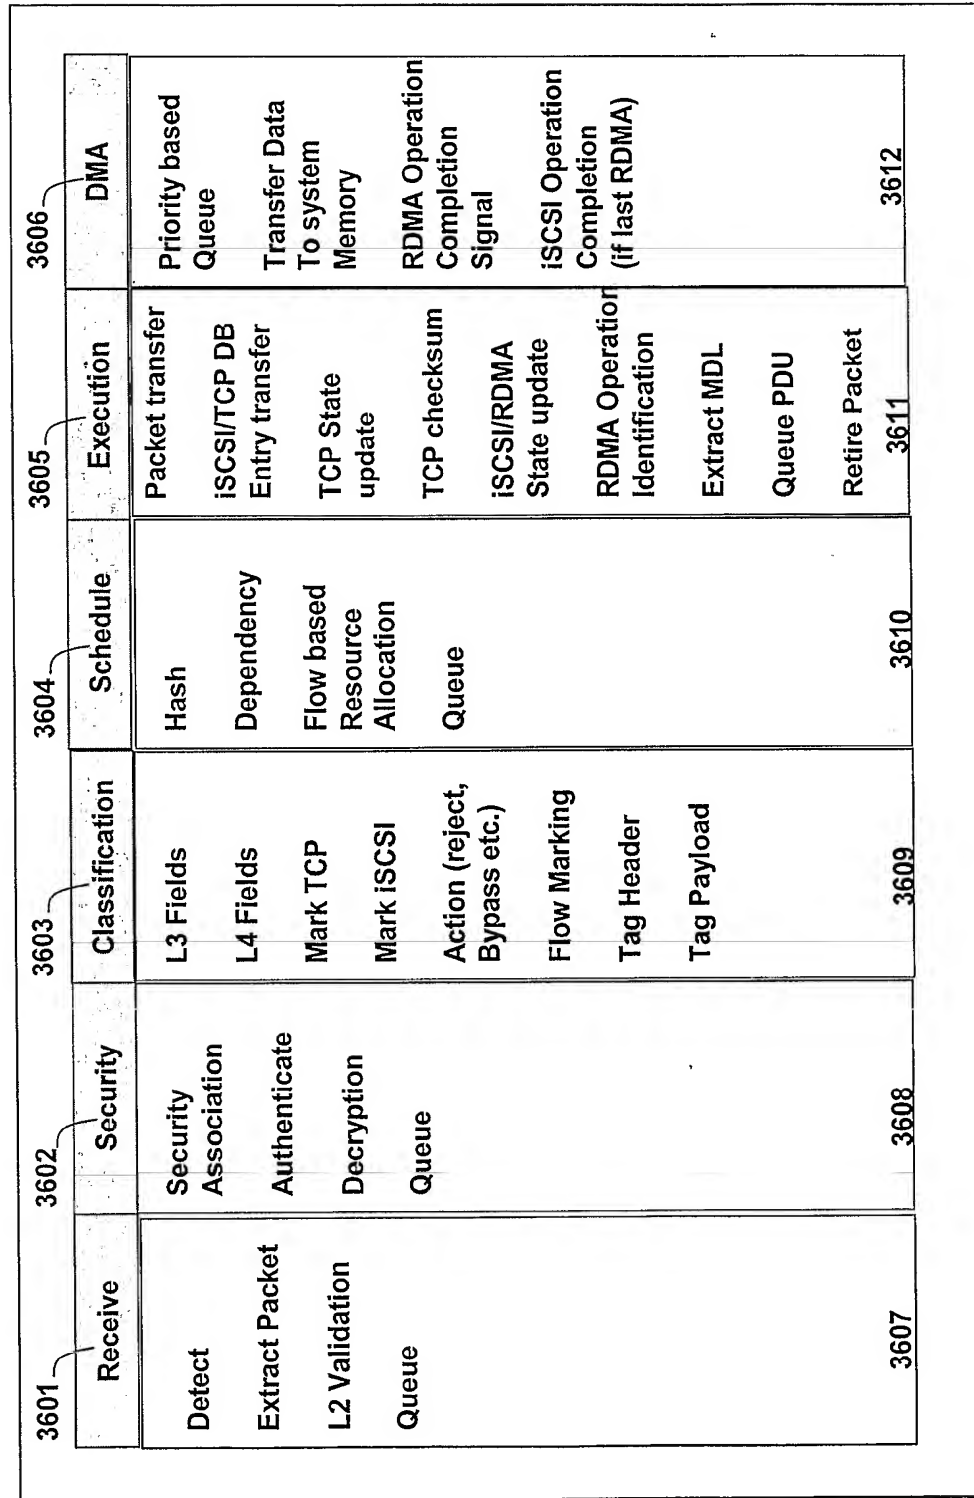 3601
3602
3603
3604
3605
3606
Receive
Security
Classification
Schedule
Execution
DMA
Detect
Extract Packet
L2 Validation
Queue
3607
Security
Association
Authenticate
Decryption
Queue
3608
L3 Fields
L4 Fields
Mark TCP
Mark iSCSI
Action (reject,
Bypass etc.)
Flow Marking
Tag Header
Tag Payload
3609
Hash
Dependency
Flow based
Resource
Allocation
Queue
3610
Packet transfer
iSCSI/TCP DB
Entry transfer
TCP State
update
TCP checksum
iSCSI/RDMA
State update
RDMA Operation
Identification
Extract MDL
Queue PDU
Retire Packet
3611
Priority based
Queue
Transfer Data
To system
Memory
RDMA Operation
Completion
Signal
iSCSI Operation
Completion
(if last RDMA)
3612